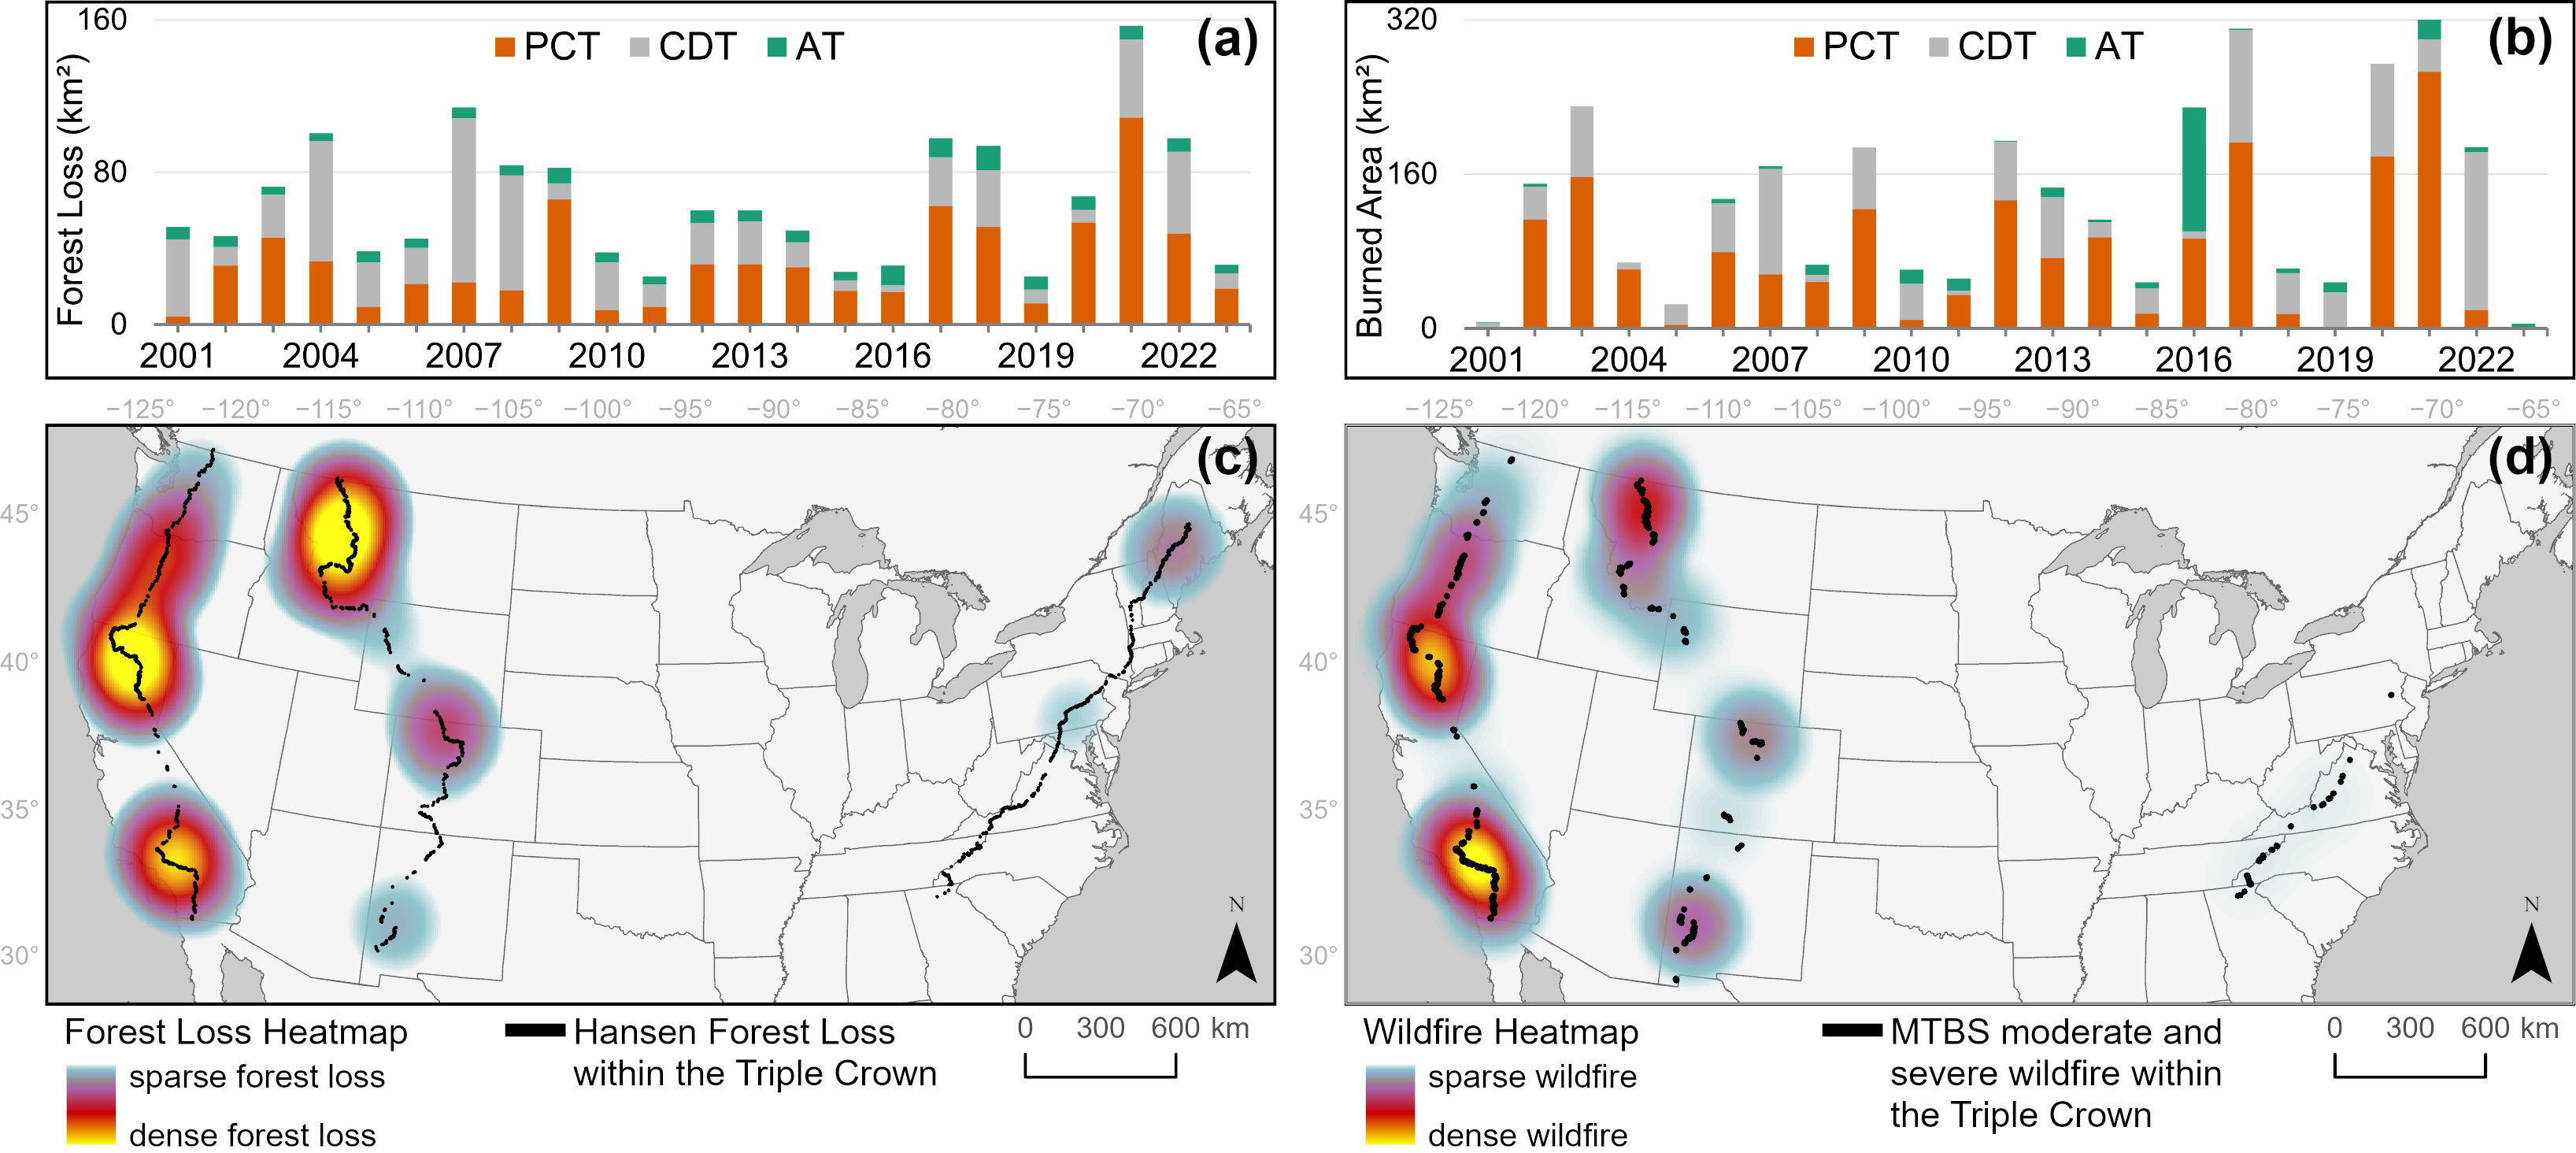 160
80
0
Forest Loss (km²)
PCT CDT AT
(a)
2001 2004 2007 2010 2013 2016 2019 2022
320
160
0
Burned Area (km²)
PCT CDT AT
(b)
2001 2004 2007 2010 2013 2016 2019 2022
−125° −120° −115° −110° −105° −100° −95° −90° −85° −80° −75° −70° −65°
45°
40°
35°
30°
(c)
N
−125° −120° −115° −110° −105° −100° −95° −90° −85° −80° −75° −70° −65°
45°
40°
35°
30°
(d)
N
Forest Loss Heatmap
sparse forest loss
dense forest loss
Hansen Forest Loss
within the Triple Crown
0 300 600 km
Wildfire Heatmap
sparse wildfire
dense wildfire
MTBS moderate and
severe wildfire within
the Triple Crown
0 300 600 km